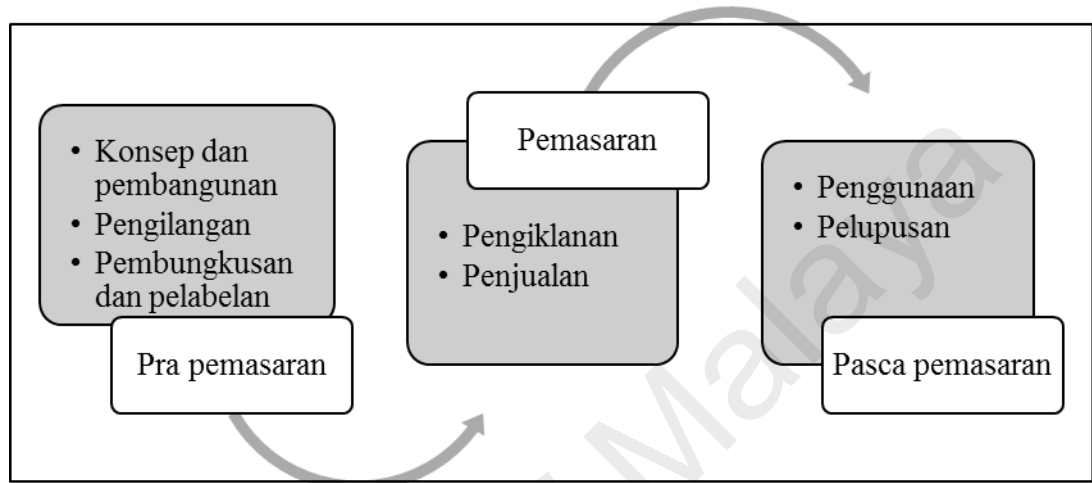 • Konsep dan
pembangunan
• Pengilangan
• Pembungkusan
dan pelabelan
Pra pemasaran
Pemasaran
• Pengiklanan
• Penjualan
• Penggunaan
• Pelupusan
Pasca pemasaran
Malaya